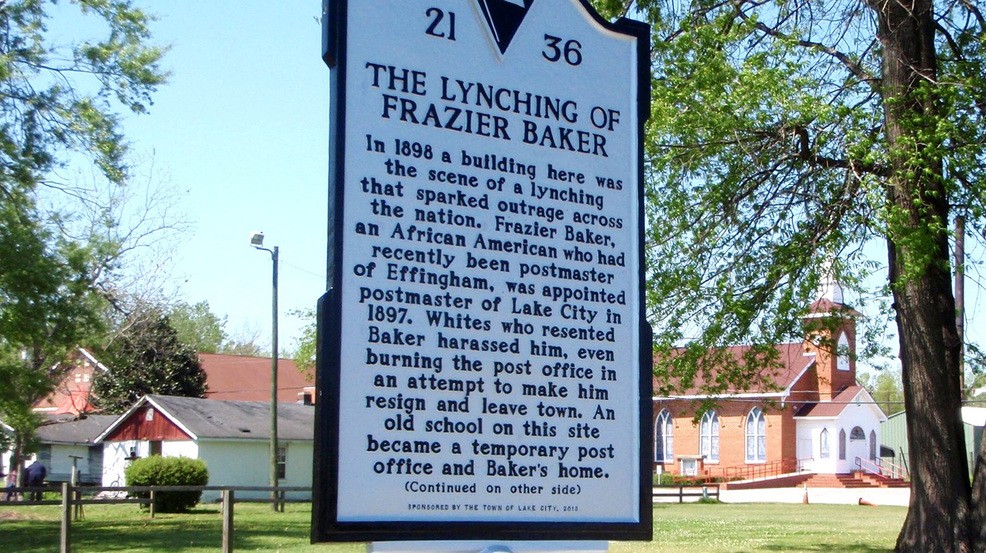 21 36
THE LYNCHING OF
FRAZIER BAKER
In 1898 a building here was
the scene of a lynching
that sparked outrage across
the nation. Frazier Baker,
an African American who had
recently been postmaster
of Effingham, was appointed
postmaster of Lake City in
1897. Whites who resented
Baker harassed him, even
burning the post office in
an attempt to make him
resign and leave town. An
old school on this site
became a temporary post
office and Baker's home.
(Continued on other side)
SPONSORED BY THE TOWN OF LAKE CITY, 2013